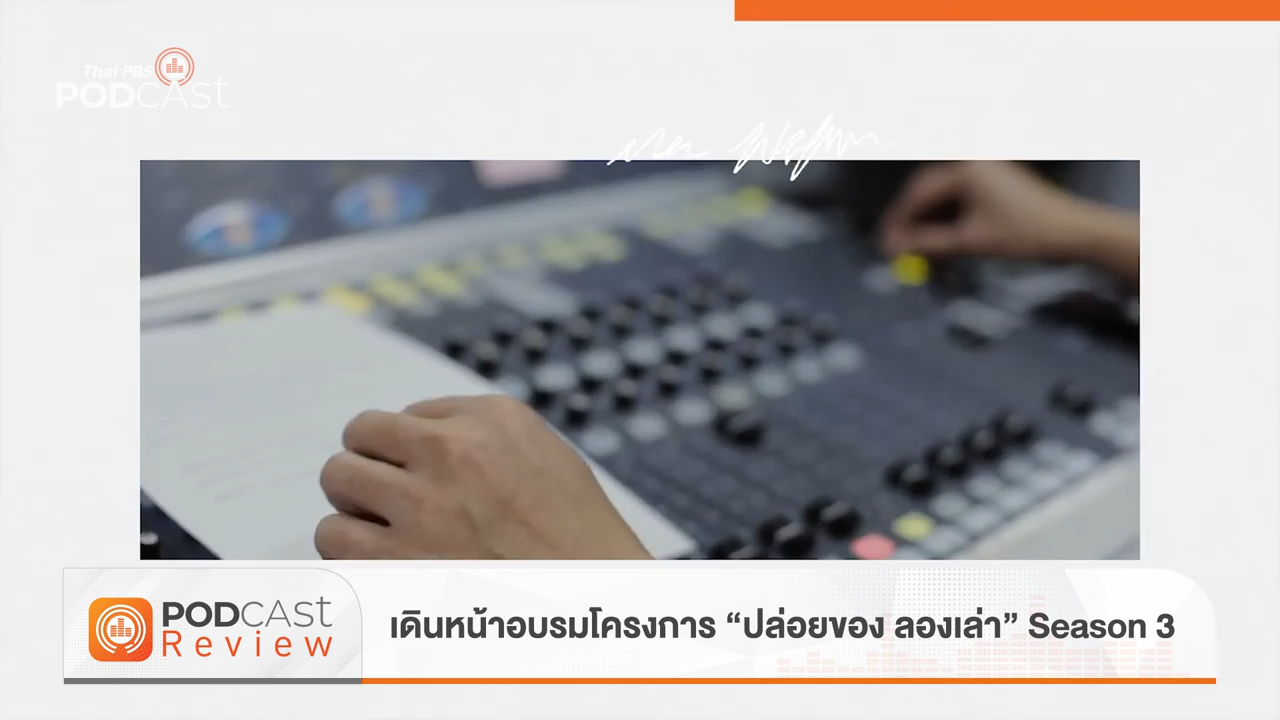 Thai PBS
PODCAST
PODCAST
Review
เดินหน้าอบรมโครงการ “ปล่อยของ ลองเล่า” Season 3